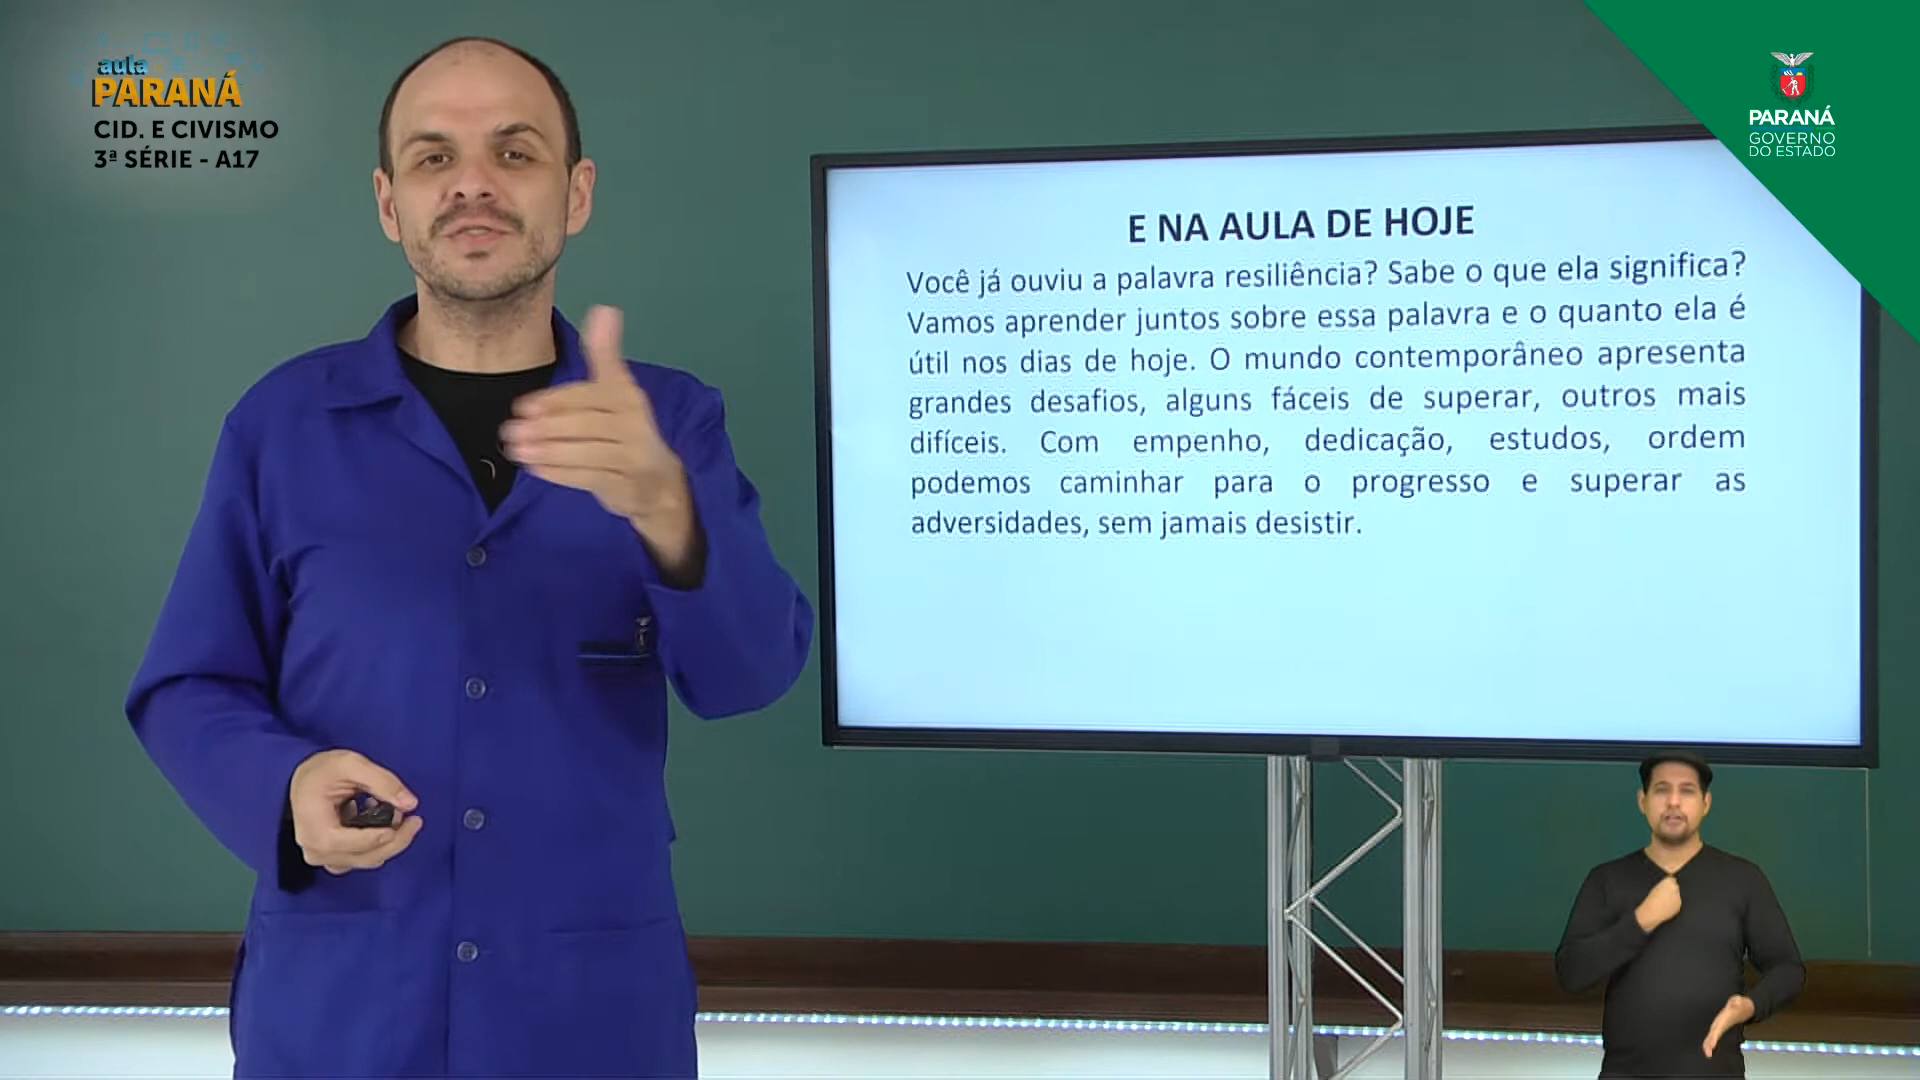 aula
PARANÁ
CID. E CIVISMO
3ª SÉRIE - A17
PARANÁ
GOVERNO
DO ESTADO
E NA AULA DE HOJE
Você já ouviu a palavra resiliência? Sabe o que ela significa?
Vamos aprender juntos sobre essa palavra e o quanto ela é
útil nos dias de hoje. O mundo contemporâneo apresenta
grandes desafios, alguns fáceis de superar, outros mais
difíceis. Com empenho, dedicação, estudos, ordem
podemos caminhar para o progresso e superar as
adversidades, sem jamais desistir.